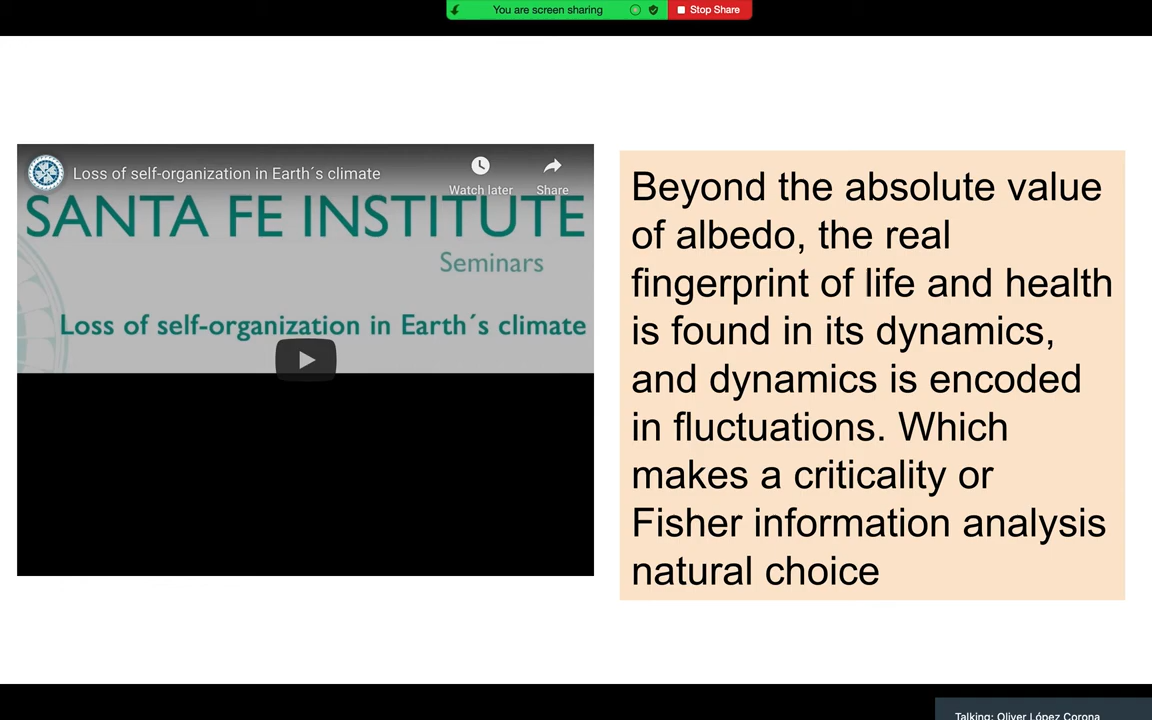 You are screen sharing
Stop Share
Loss of self-organization in Earth´s climate
Watch later
Share
SANTA FE INSTITUTE
Seminars
Loss of self-organization in Earth´s climate
Beyond the absolute value
of albedo, the real
fingerprint of life and health
is found in its dynamics,
and dynamics is encoded
in fluctuations. Which
makes a criticality or
Fisher information analysis
natural choice
Talking: Oliver López Corona